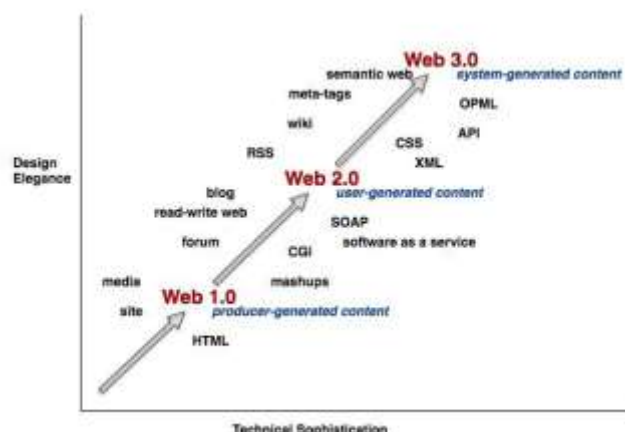 Web 3.0
semantic web
system-generated content
meta-tags
OPML
wiki
API
CSS
RSS
XML
Design
Elegance
Web 2.0
blog
user-generated content
read-write web
SOAP
forum
software as a service
CGI
media
mashups
Web 1.0
site
producer-generated content
HTML
Technical Sophistication